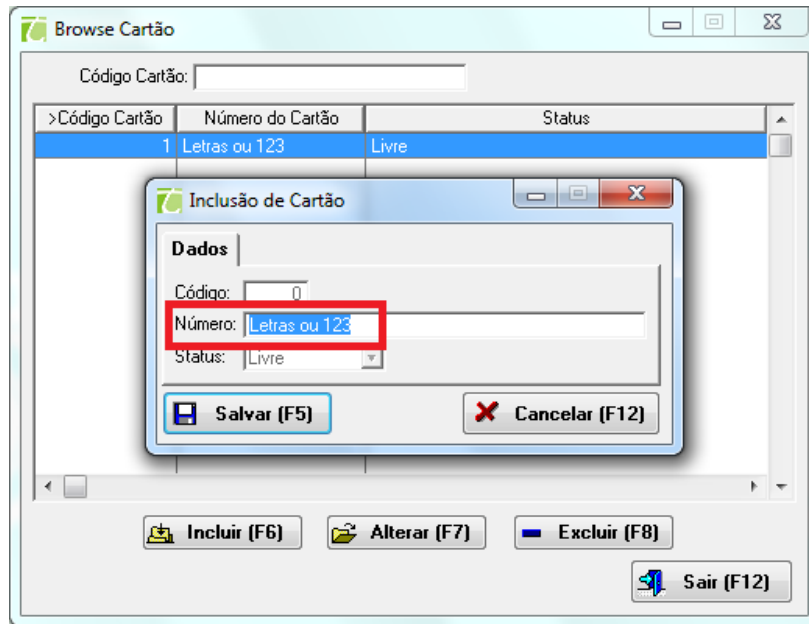 Browse Cartão
Código Cartão:
>Código Cartão Número do Cartão Status
1 Letras ou 123 Livre
Inclusão de Cartão
Dados
Código: 0
Número: Letras ou 123
Status: Livre
Salvar (F5) Cancelar (F12)
Incluir (F6) Alterar (F7) Excluir (F8)
Sair (F12)